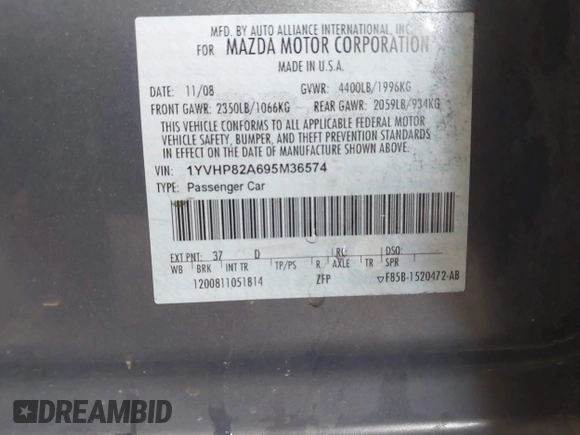 MFD. BY AUTO ALLIANCE INTERNATIONAL, INC.
FOR MAZDA MOTOR CORPORATION
MADE IN U.S.A.
DATE: 11/08 GVWR: 4400LB/1996KG
FRONT GAWR: 2350LB/1066KG REAR GAWR: 2059LB/934KG
THIS VEHICLE CONFORMS TO ALL APPLICABLE FEDERAL MOTOR
VEHICLE SAFETY, BUMPER, AND THEFT PREVENTION STANDARDS
IN EFFECT ON THE DATE OF MANUFACTURE SHOWN ABOVE.
VIN: 1YVHP82A695M36574
TYPE: Passenger Car
EXT PNT: 37 D RC: DSO:
WB BRK INT TR TP/PS R AXLE TR SPR
1200811051814 ZFP ▽F85B-1520472-AB
DREAMBID